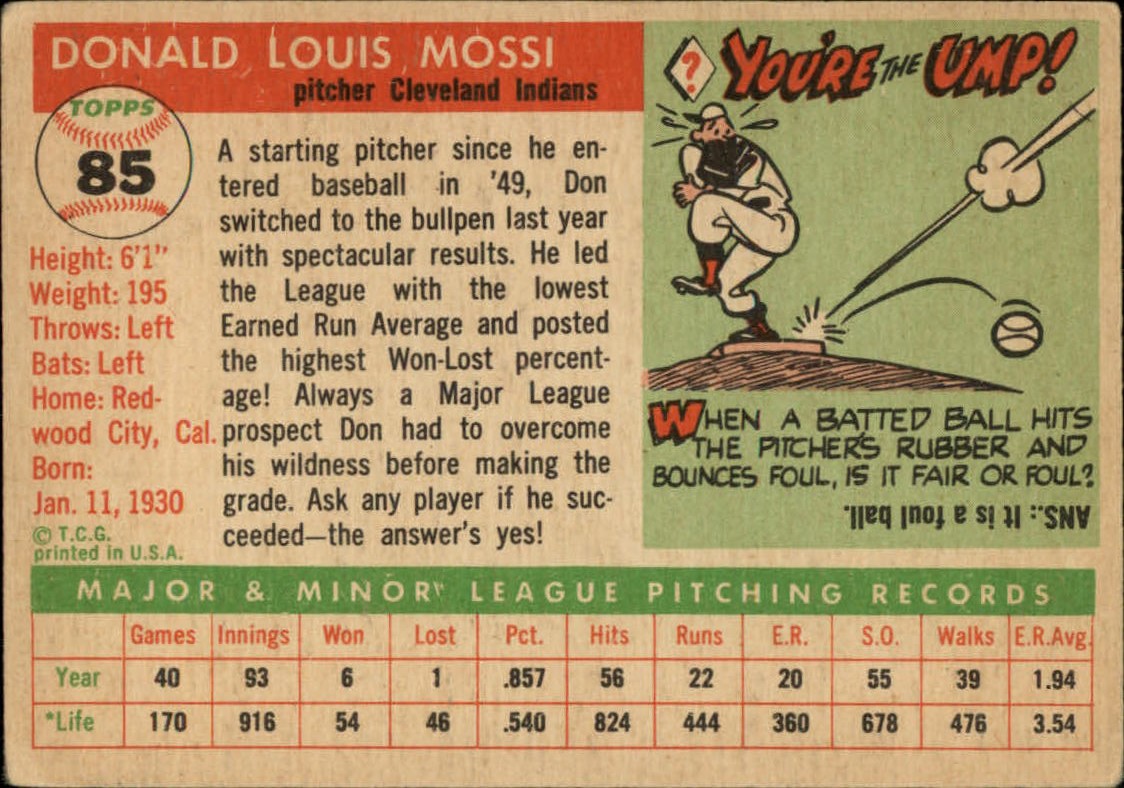 DONALD LOUIS MOSSI
pitcher Cleveland Indians
TOPPS
85
Height: 6'1"
Weight: 195
Throws: Left
Bats: Left
Home: Red-
wood City, Cal.
Born:
Jan. 11, 1930
© T.C.G.
printed in U.S.A.
A starting pitcher since he en-
tered baseball in '49, Don
switched to the bullpen last year
with spectacular results. He led
the League with the lowest
Earned Run Average and posted
the highest Won-Lost percent-
age! Always a Major League
prospect Don had to overcome
his wildness before making the
grade. Ask any player if he suc-
ceeded—the answer's yes!
? YOU'RE THE UMP!
WHEN A BATTED BALL HITS
THE PITCHER'S RUBBER AND
BOUNCES FOUL, IS IT FAIR OR FOUL?
ANS.: It is a foul ball.
MAJOR & MINOR LEAGUE PITCHING RECORDS
Games Innings Won Lost Pct. Hits Runs E.R. S.O. Walks E.R.Avg.
Year 40 93 6 1 .857 56 22 20 55 39 1.94
*Life 170 916 54 46 .540 824 444 360 678 476 3.54